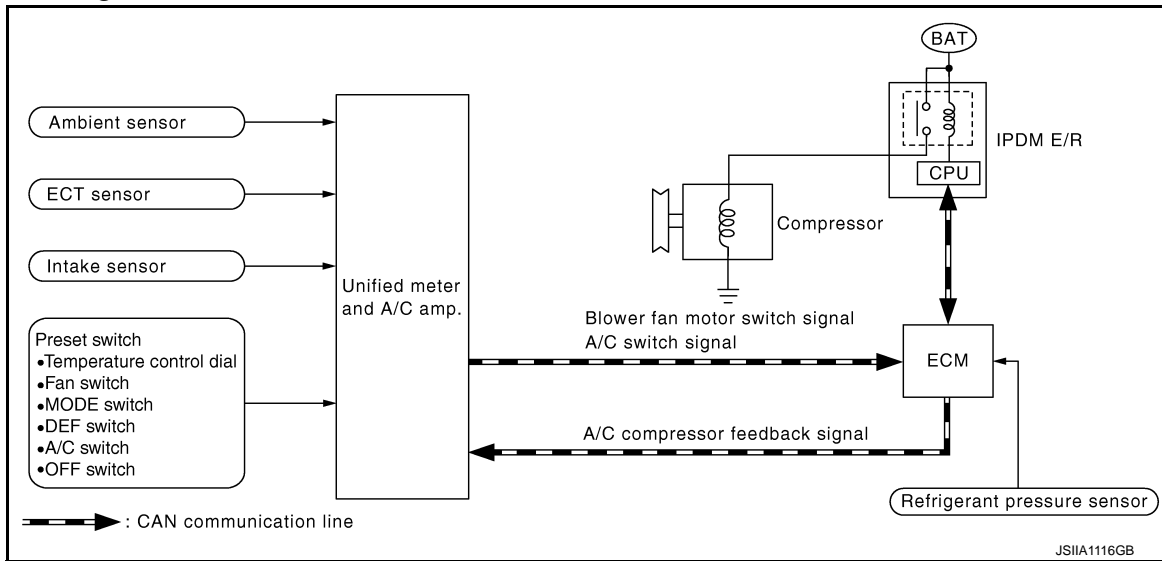 BAT
IPDM E/R
CPU
Ambient sensor
ECT sensor
Intake sensor
Preset switch
•Temperature control dial
•Fan switch
•MODE switch
•DEF switch
•A/C switch
•OFF switch
Unified meter
and A/C amp.
Compressor
Blower fan motor switch signal
A/C switch signal
ECM
A/C compressor feedback signal
Refrigerant pressure sensor
: CAN communication line
JSIIA1116GB